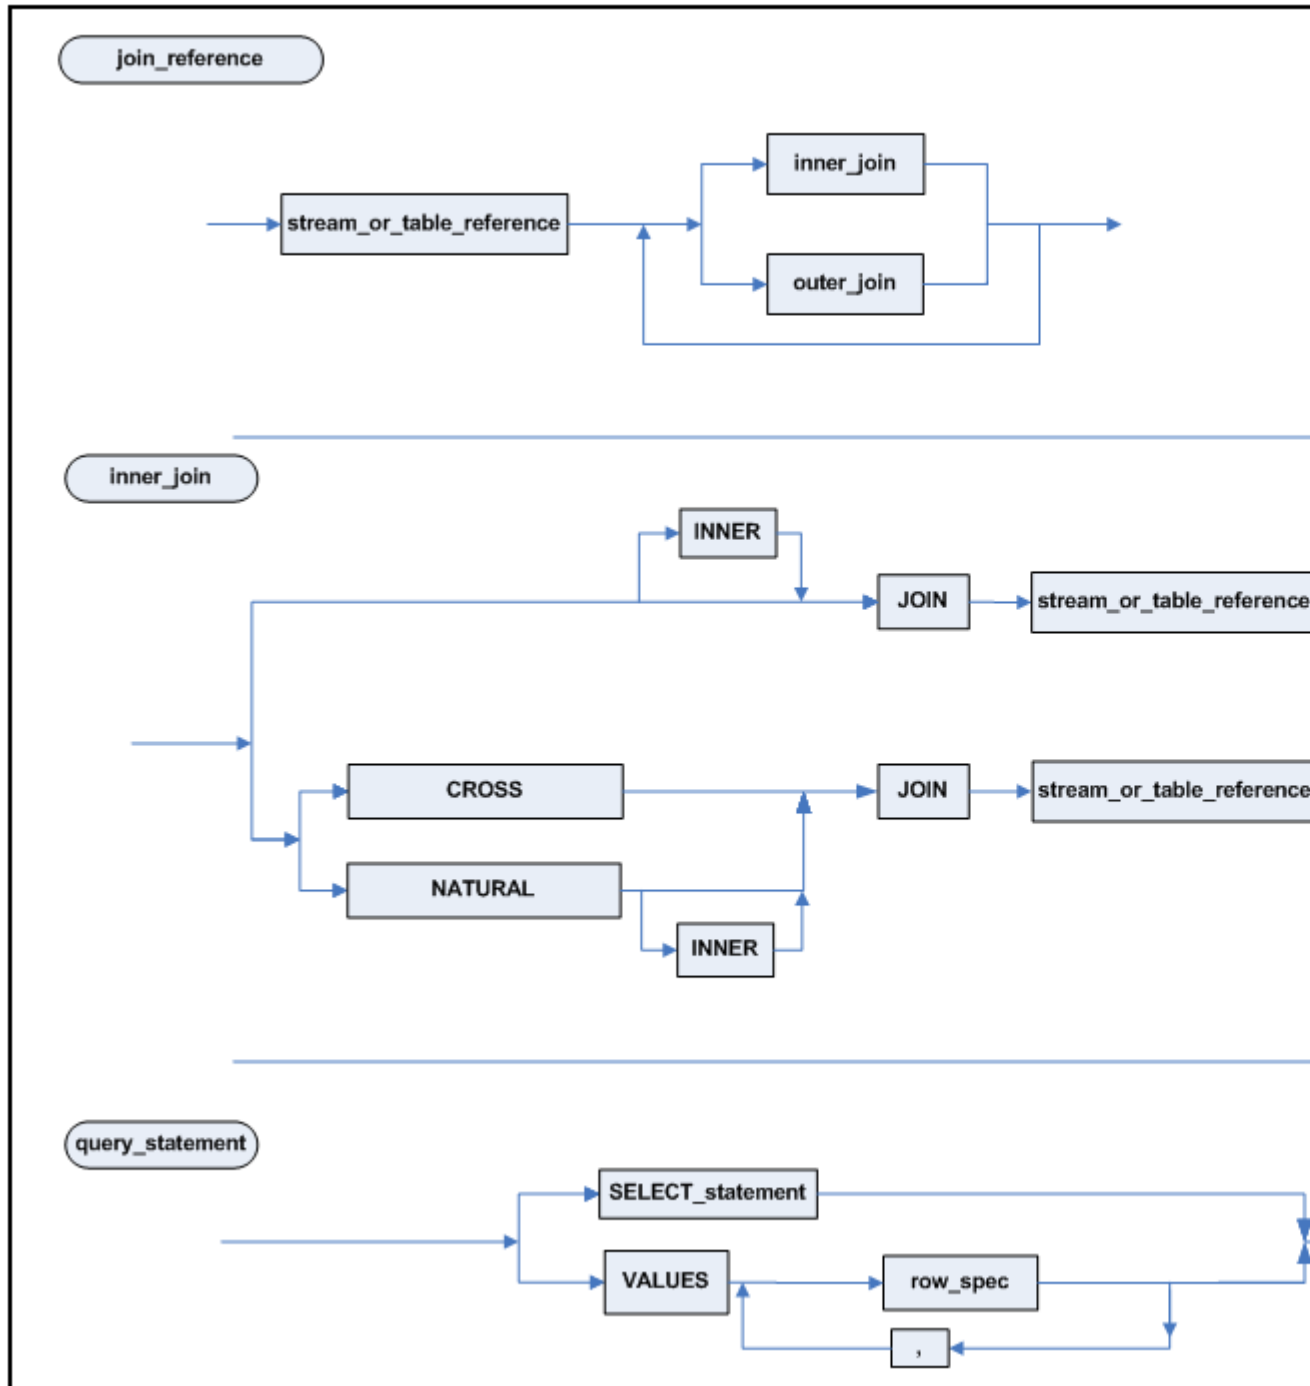 join_reference
inner_join
stream_or_table_reference
outer_join
inner_join
INNER
JOIN
stream_or_table_reference
CROSS
JOIN
stream_or_table_reference
NATURAL
INNER
query_statement
SELECT_statement
VALUES
row_spec
,